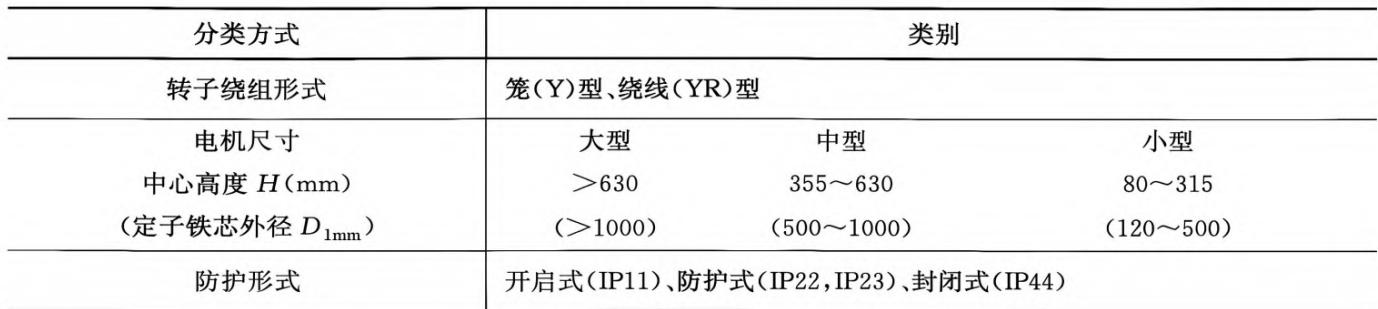 分类方式 类别
转子绕组形式 笼(Y)型、绕线(YR)型
电机尺寸 大型 中型 小型
中心高度 H(mm) >630 355～630 80～315
(定子铁芯外径 D1mm) (>1000) (500～1000) (120～500)
防护形式 开启式(IP11)、防护式(IP22,IP23)、封闭式(IP44)